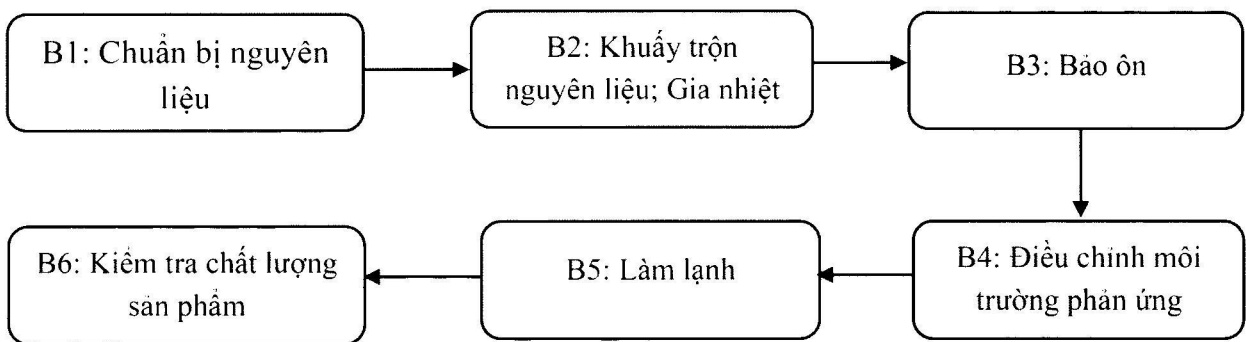 B1: Chuẩn bị nguyên
liệu
B2: Khuấy trộn
nguyên liệu; Gia nhiệt
B3: Bảo ôn
B4: Điều chỉnh môi
trường phản ứng
B5: Làm lạnh
B6: Kiểm tra chất lượng
sản phẩm